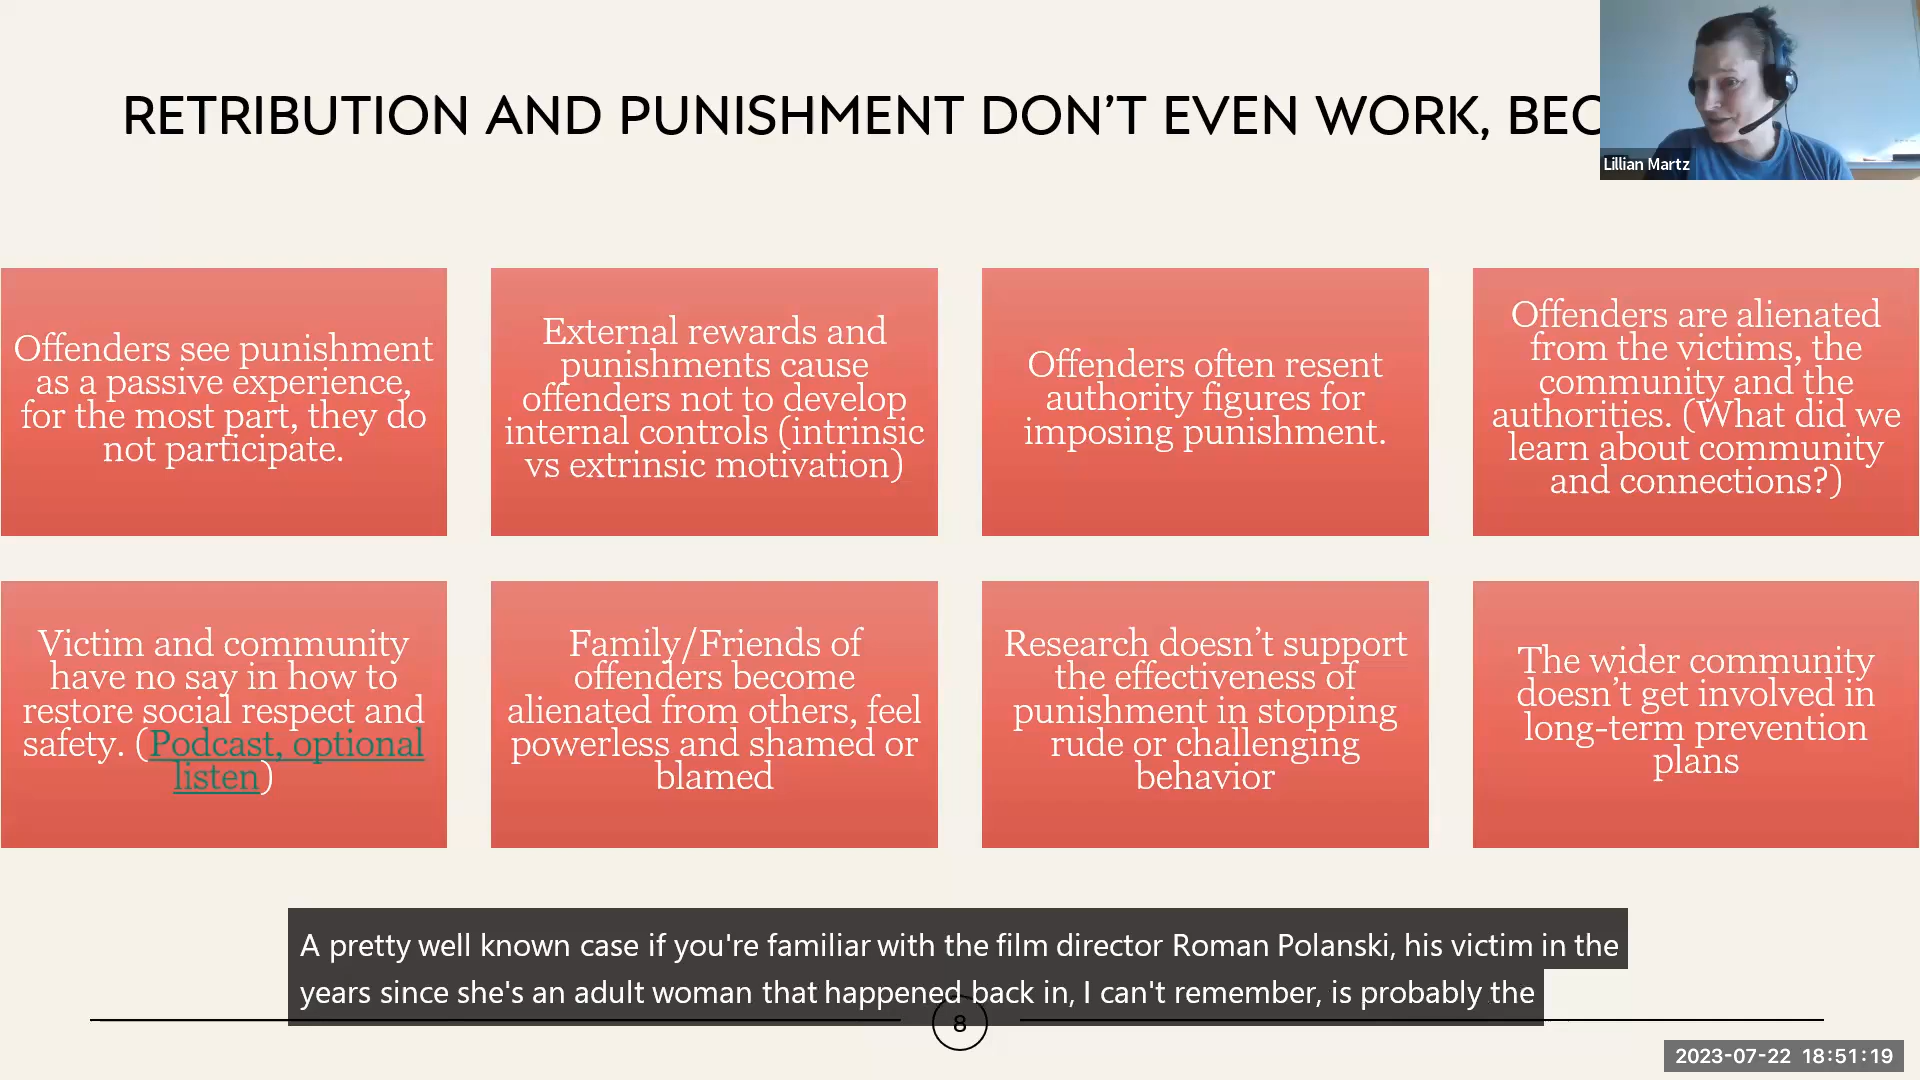 RETRIBUTION AND PUNISHMENT DON'T EVEN WORK, BEC
Lillian Martz
Offenders see punishment
as a passive experience,
for the most part, they do
not participate.
External rewards and
punishments cause
offenders not to develop
internal controls (intrinsic
vs extrinsic motivation)
Offenders often resent
authority figures for
imposing punishment.
Offenders are alienated
from the victims, the
community and the
authorities. (What did we
learn about community
and connections?)
Victim and community
have no say in how to
restore social respect and
safety. (Podcast, optional
listen)
Family/Friends of
offenders become
alienated from others, feel
powerless and shamed or
blamed
Research doesn't support
the effectiveness of
punishment in stopping
rude or challenging
behavior
The wider community
doesn't get involved in
long-term prevention
plans
A pretty well known case if you're familiar with the film director Roman Polanski, his victim in the
years since she's an adult woman that happened back in, I can't remember, is probably the
8
2023-07-22 18:51:19